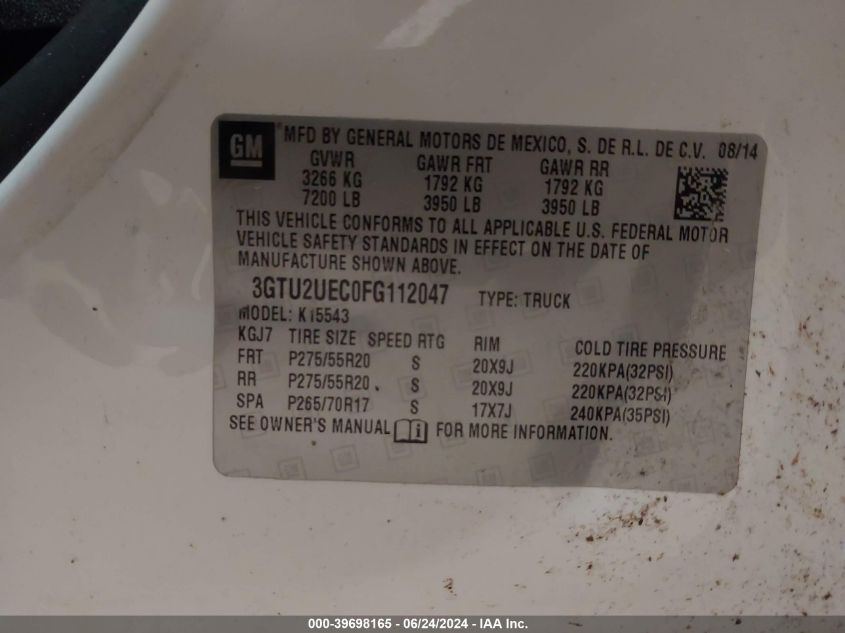 GM ® MFD BY GENERAL MOTORS DE MEXICO, S. DE R.L. DE C.V. 08/14
GVWR GAWR FRT GAWR RR
3266 KG 1792 KG 1792 KG
7200 LB 3950 LB 3950 LB
THIS VEHICLE CONFORMS TO ALL APPLICABLE U.S. FEDERAL MOTOR
VEHICLE SAFETY STANDARDS IN EFFECT ON THE DATE OF
MANUFACTURE SHOWN ABOVE.
3GTU2UEC0FG112047 TYPE: TRUCK
MODEL: K15543
KGJ7 TIRE SIZE SPEED RTG RIM COLD TIRE PRESSURE
FRT P275/55R20 S 20X9J 220KPA(32PSI)
RR P275/55R20 S 20X9J 220KPA(32PSI)
SPA P265/70R17 S 17X7J 240KPA(35PSI)
SEE OWNER'S MANUAL i FOR MORE INFORMATION.
000-39698165 - 06/24/2024 - IAA Inc.